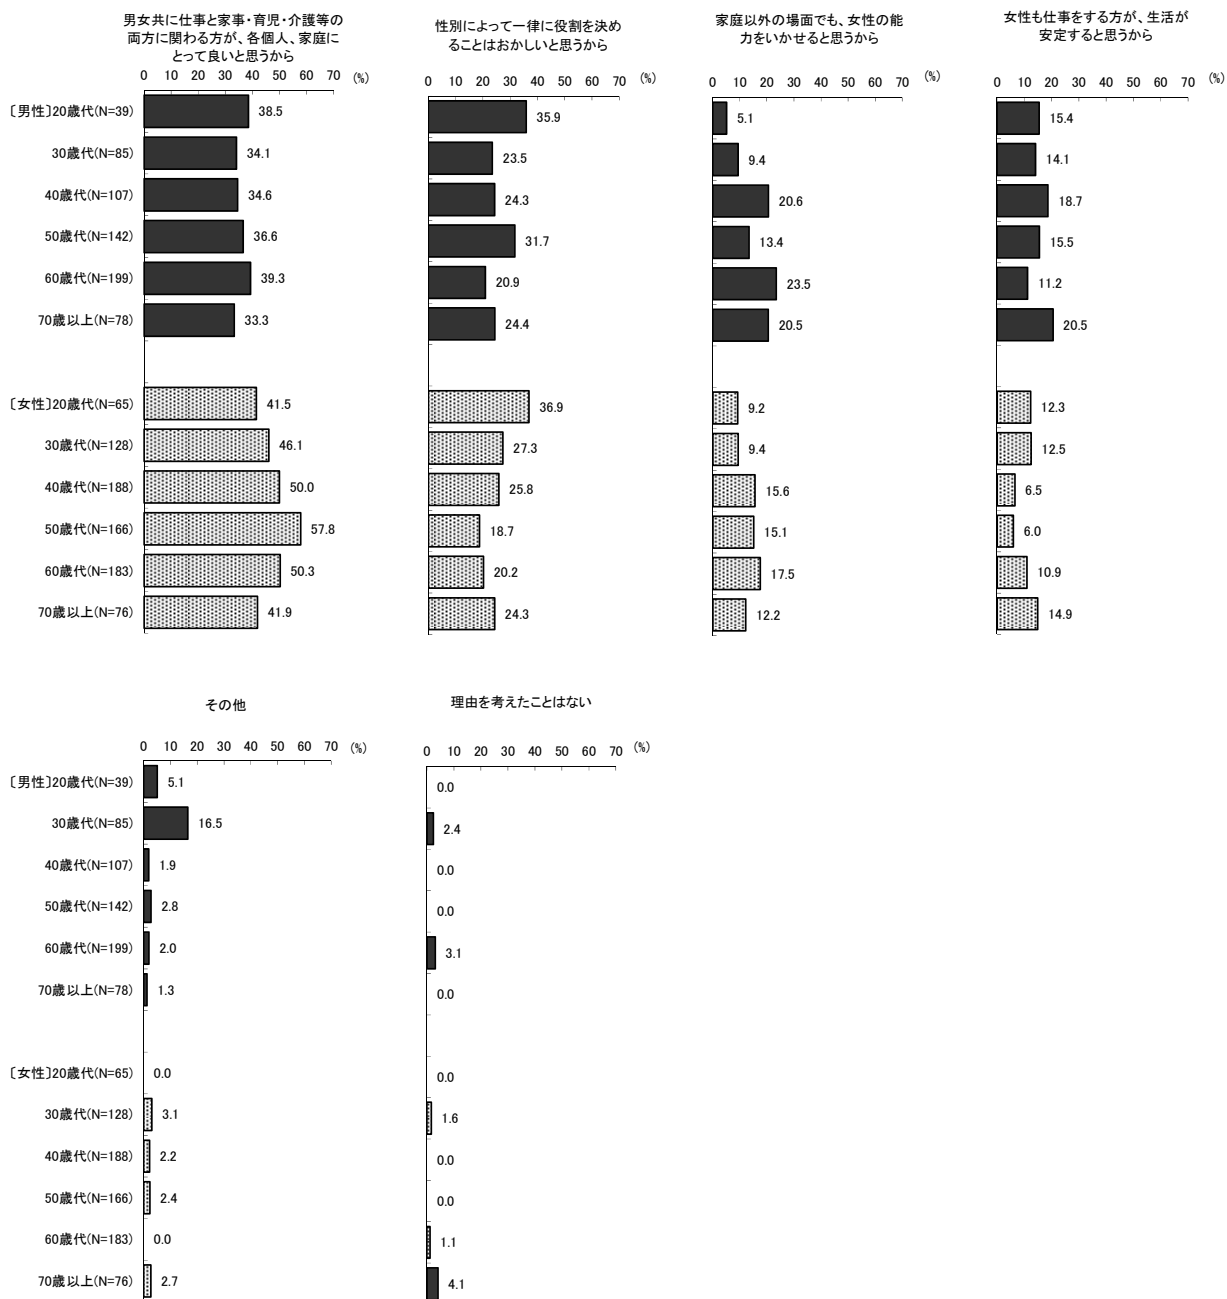 男女共に仕事と家事・育児・介護等の
両方に関わる方が、各個人、家庭に
とって良いと思うから
性別によって一律に役割を決め
ることはおかしいと思うから
家庭以外の場面でも、女性の能
力をいかせると思うから
女性も仕事をする方が、生活が
安定すると思うから
0 10 20 30 40 50 60 70 (%)
0 10 20 30 40 50 60 70 (%)
0 10 20 30 40 50 60 70 (%)
0 10 20 30 40 50 60 70 (%)
〔男性〕20歳代(N=39) 38.5 35.9 5.1 15.4
30歳代(N=85) 34.1 23.5 9.4 14.1
40歳代(N=107) 34.6 24.3 20.6 18.7
50歳代(N=142) 36.6 31.7 13.4 15.5
60歳代(N=199) 39.3 20.9 23.5 11.2
70歳以上(N=78) 33.3 24.4 20.5 20.5
〔女性〕20歳代(N=65) 41.5 36.9 9.2 12.3
30歳代(N=128) 46.1 27.3 9.4 12.5
40歳代(N=188) 50.0 25.8 15.6 6.5
50歳代(N=166) 57.8 18.7 15.1 6.0
60歳代(N=183) 50.3 20.2 17.5 10.9
70歳以上(N=76) 41.9 24.3 12.2 14.9
その他
理由を考えたことはない
0 10 20 30 40 50 60 70 (%)
0 10 20 30 40 50 60 70 (%)
〔男性〕20歳代(N=39) 5.1 0.0
30歳代(N=85) 16.5 2.4
40歳代(N=107) 1.9 0.0
50歳代(N=142) 2.8 0.0
60歳代(N=199) 2.0 3.1
70歳以上(N=78) 1.3 0.0
〔女性〕20歳代(N=65) 0.0 0.0
30歳代(N=128) 3.1 1.6
40歳代(N=188) 2.2 0.0
50歳代(N=166) 2.4 0.0
60歳代(N=183) 0.0 1.1
70歳以上(N=76) 2.7 4.1